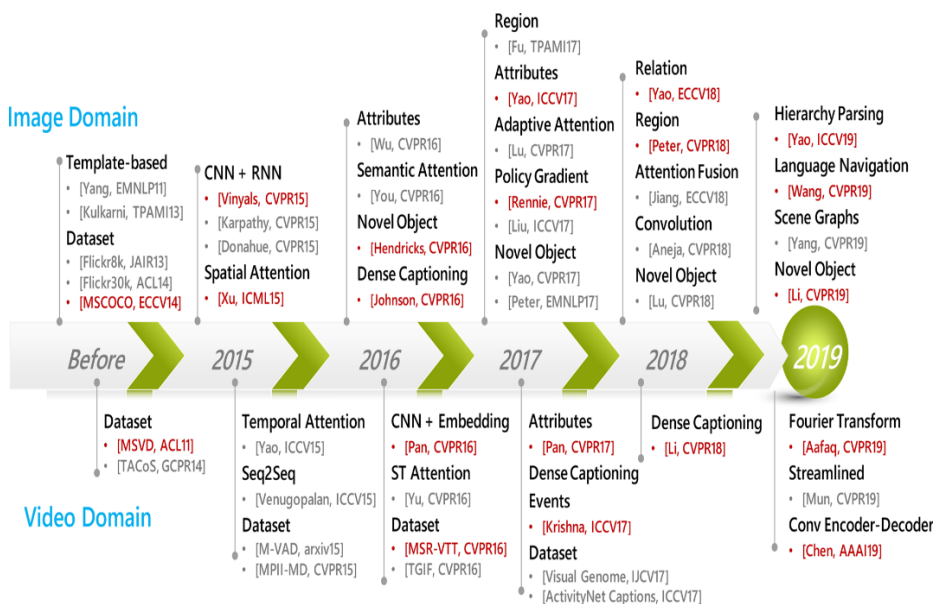 Image Domain
Template-based
• [Yang, EMNLP11]
• [Kulkarni, TPAMI13]
Dataset
• [Flickr8k, JAIR13]
• [Flickr30k, ACL14]
• [MSCOCO, ECCV14]
CNN + RNN
• [Vinyals, CVPR15]
• [Karpathy, CVPR15]
• [Donahue, CVPR15]
Spatial Attention
• [Xu, ICML15]
Attributes
• [Wu, CVPR16]
Semantic Attention
• [You, CVPR16]
Novel Object
• [Hendricks, CVPR16]
Dense Captioning
• [Johnson, CVPR16]
Region
• [Fu, TPAMI17]
Attributes
• [Yao, ICCV17]
Adaptive Attention
• [Lu, CVPR17]
Policy Gradient
• [Rennie, CVPR17]
• [Liu, ICCV17]
Novel Object
• [Yao, CVPR17]
• [Peter, EMNLP17]
Relation
• [Yao, ECCV18]
Region
• [Peter, CVPR18]
Attention Fusion
• [Jiang, ECCV18]
Convolution
• [Aneja, CVPR18]
Novel Object
• [Lu, CVPR18]
Hierarchy Parsing
• [Yao, ICCV19]
Language Navigation
• [Wang, CVPR19]
Scene Graphs
• [Yang, CVPR19]
Novel Object
• [Li, CVPR19]
Before
2015
2016
2017
2018
2019
Dataset
• [MSVD, ACL11]
• [TACoS, GCPR14]
Video Domain
Temporal Attention
• [Yao, ICCV15]
Seq2Seq
• [Venugopalan, ICCV15]
Dataset
• [M-VAD, arxiv15]
• [MPII-MD, CVPR15]
CNN + Embedding
• [Pan, CVPR16]
ST Attention
• [Yu, CVPR16]
Dataset
• [MSR-VTT, CVPR16]
• [TGIF, CVPR16]
Attributes
• [Pan, CVPR17]
Dense Captioning
Events
• [Krishna, ICCV17]
Dataset
• [Visual Genome, IJCV17]
• [ActivityNet Captions, ICCV17]
Dense Captioning
• [Li, CVPR18]
Fourier Transform
• [Aafaq, CVPR19]
Streamlined
• [Mun, CVPR19]
Conv Encoder-Decoder
• [Chen, AAAI19]